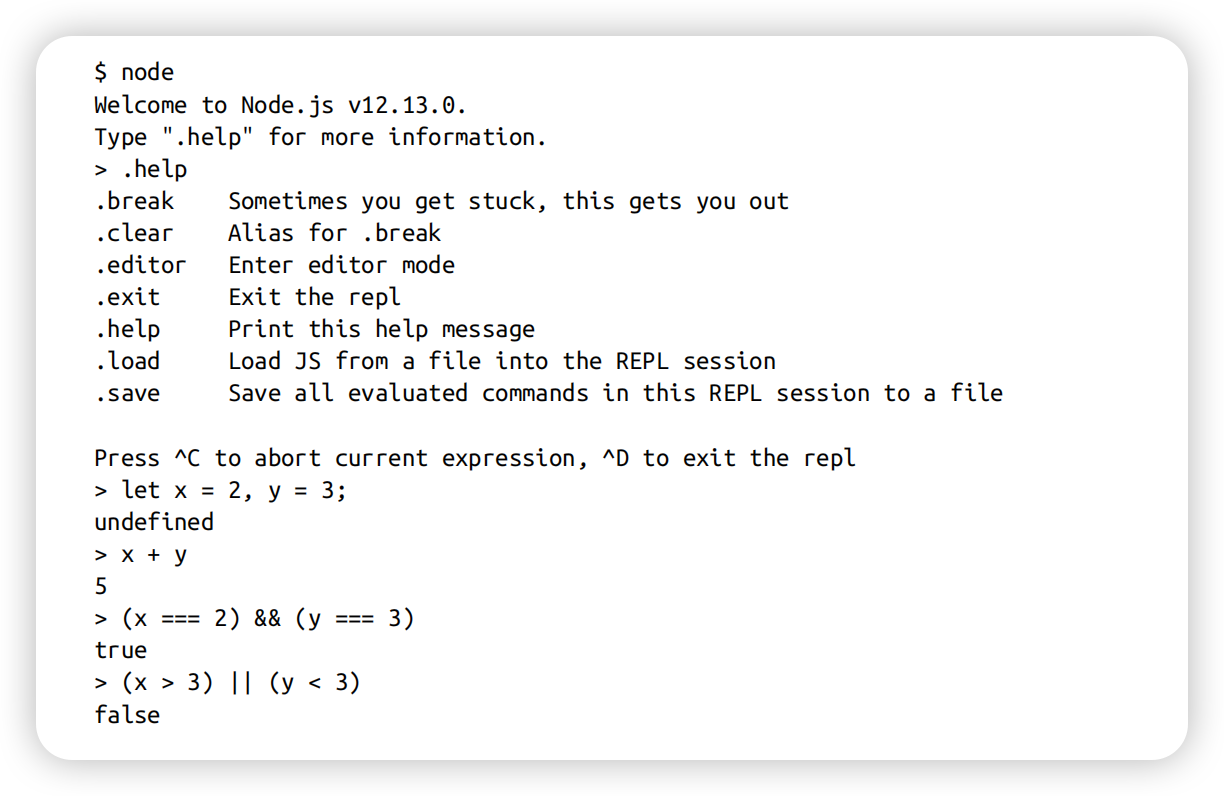 $ node
Welcome to Node.js v12.13.0.
Type ".help" for more information.
> .help
.break    Sometimes you get stuck, this gets you out
.clear    Alias for .break
.editor   Enter editor mode
.exit     Exit the repl
.help     Print this help message
.load     Load JS from a file into the REPL session
.save     Save all evaluated commands in this REPL session to a file

Press ^C to abort current expression, ^D to exit the repl
> let x = 2, y = 3;
undefined
> x + y
5
> (x === 2) && (y === 3)
true
> (x > 3) || (y < 3)
false